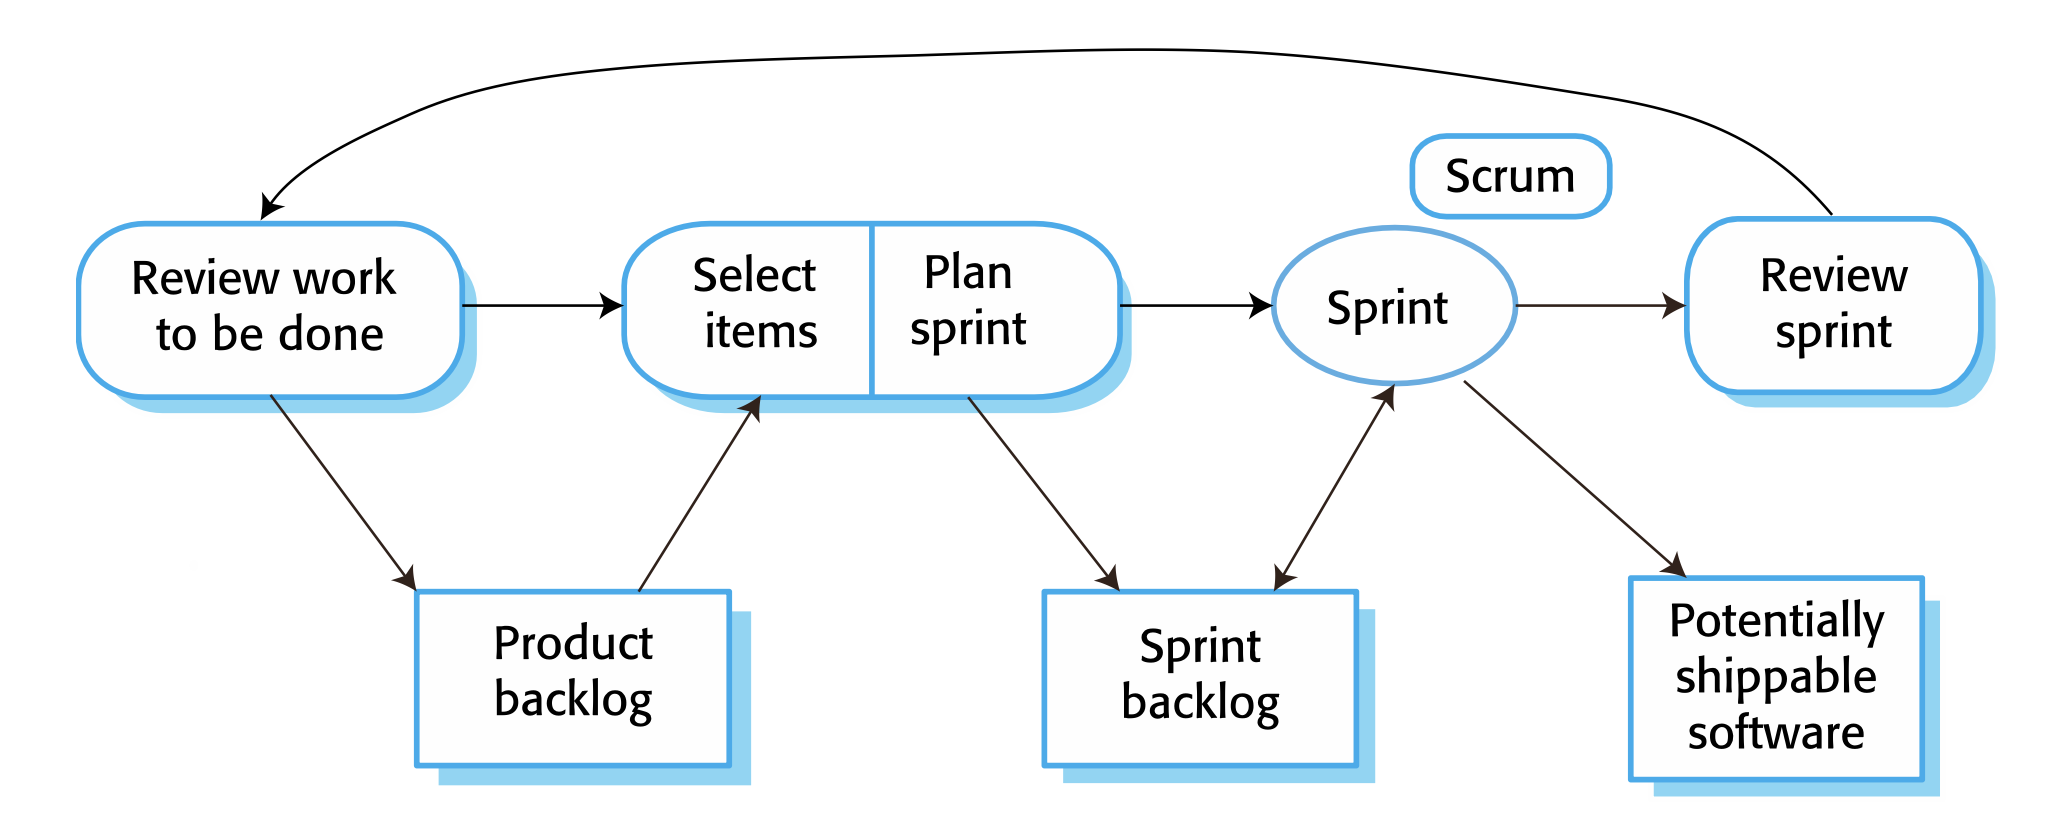 Scrum
Review work
to be done
Select
items
Plan
sprint
Sprint
Review
sprint
Product
backlog
Sprint
backlog
Potentially
shippable
software